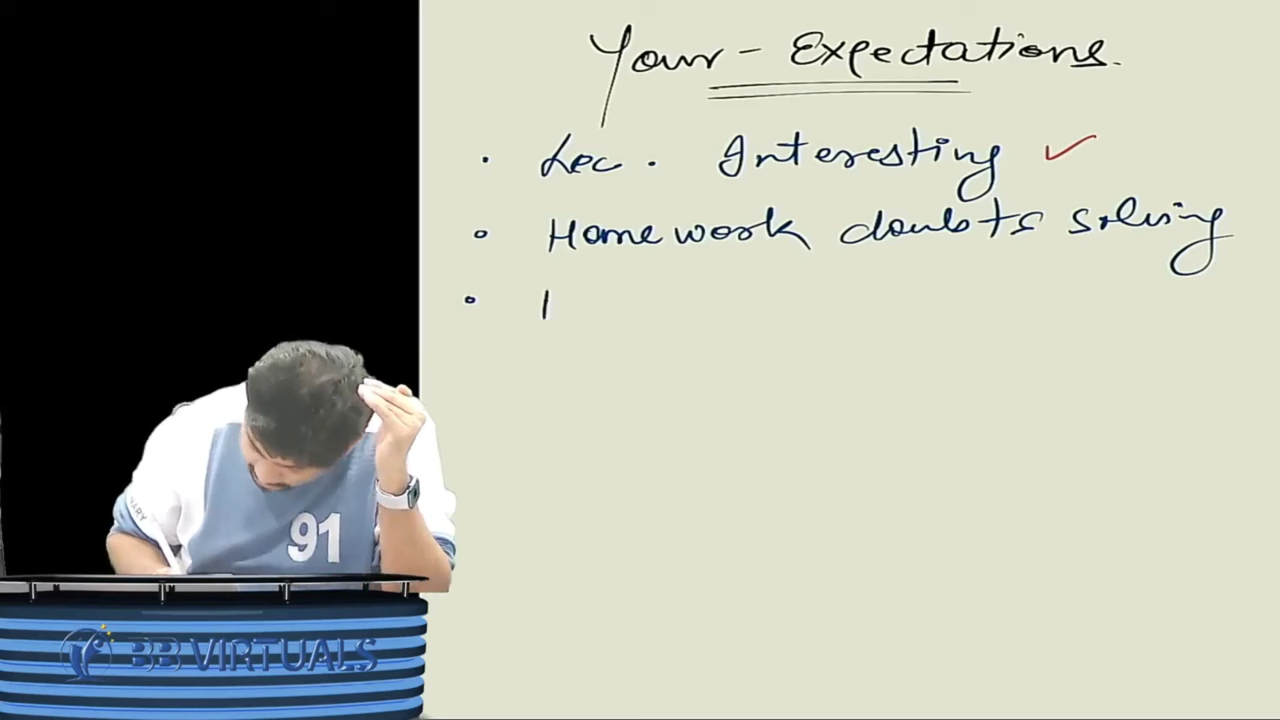 Your - Expectations.
• Lec. Interesting ✓
• Homework doubts solving
•
91
BB VIRTUALS